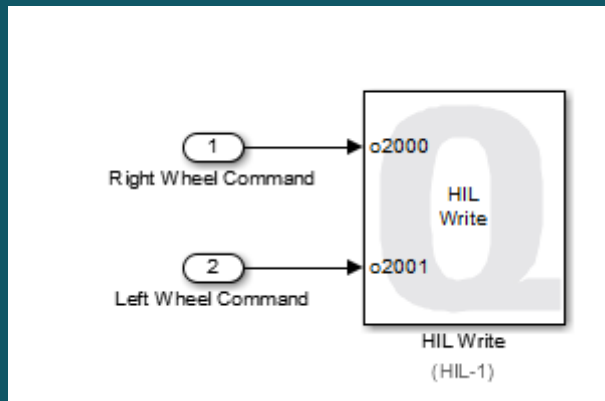 1
Right Wheel Command
o2000
HIL
Write
2
Left Wheel Command
o2001
HIL Write
(HIL-1)